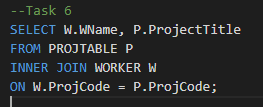 --Task 6
SELECT W.WName, P.ProjectTitle
FROM PROJTABLE P
INNER JOIN WORKER W
ON W.ProjCode = P.ProjCode;